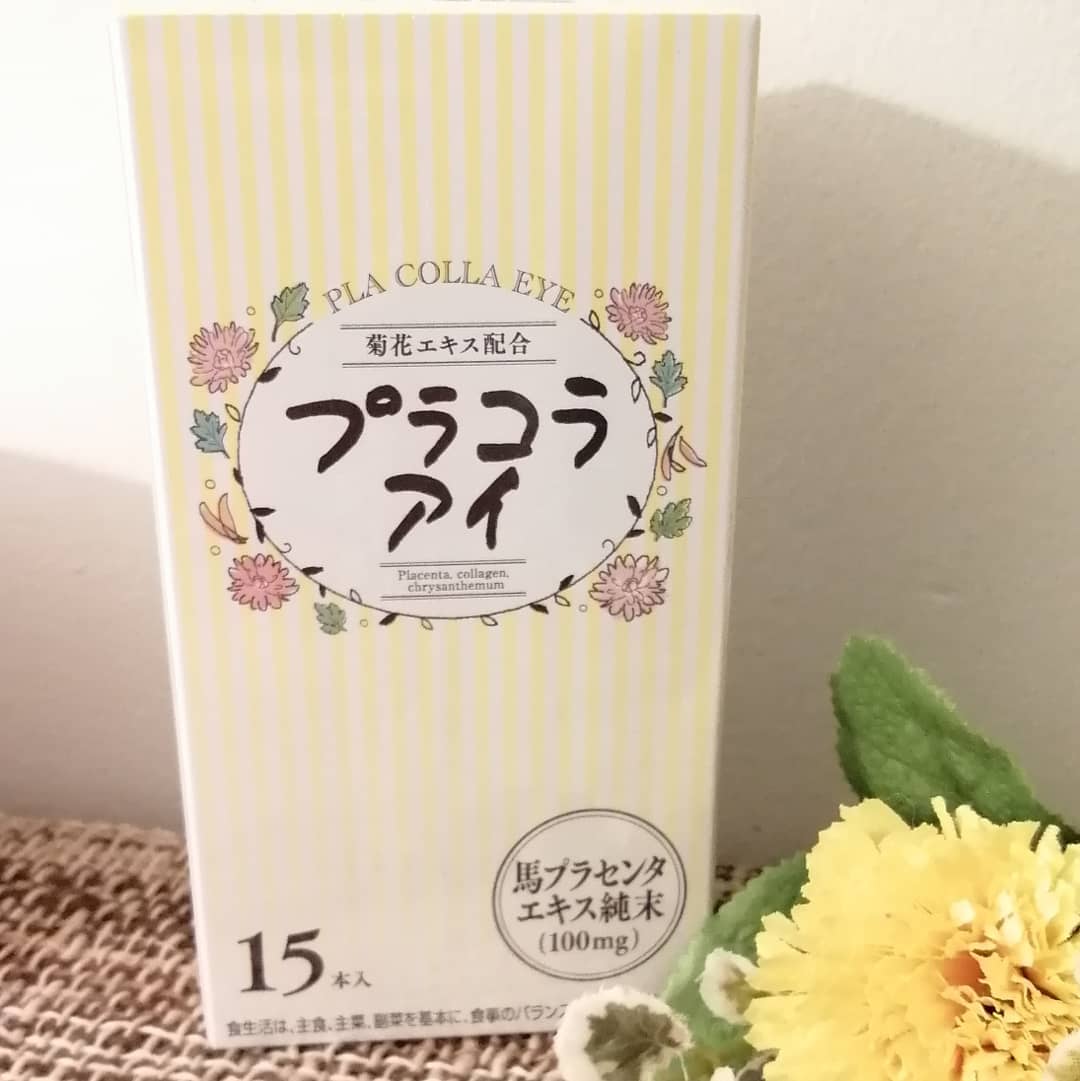 PLA COLLA EYE
菊花エキス配合
プラコラ
アイ
Placenta, collagen,
chrysanthemum
馬プラセンタ
エキス純末
(100mg)
15本入
食生活は、主食、主菜、副菜を基本に、食事のバランス